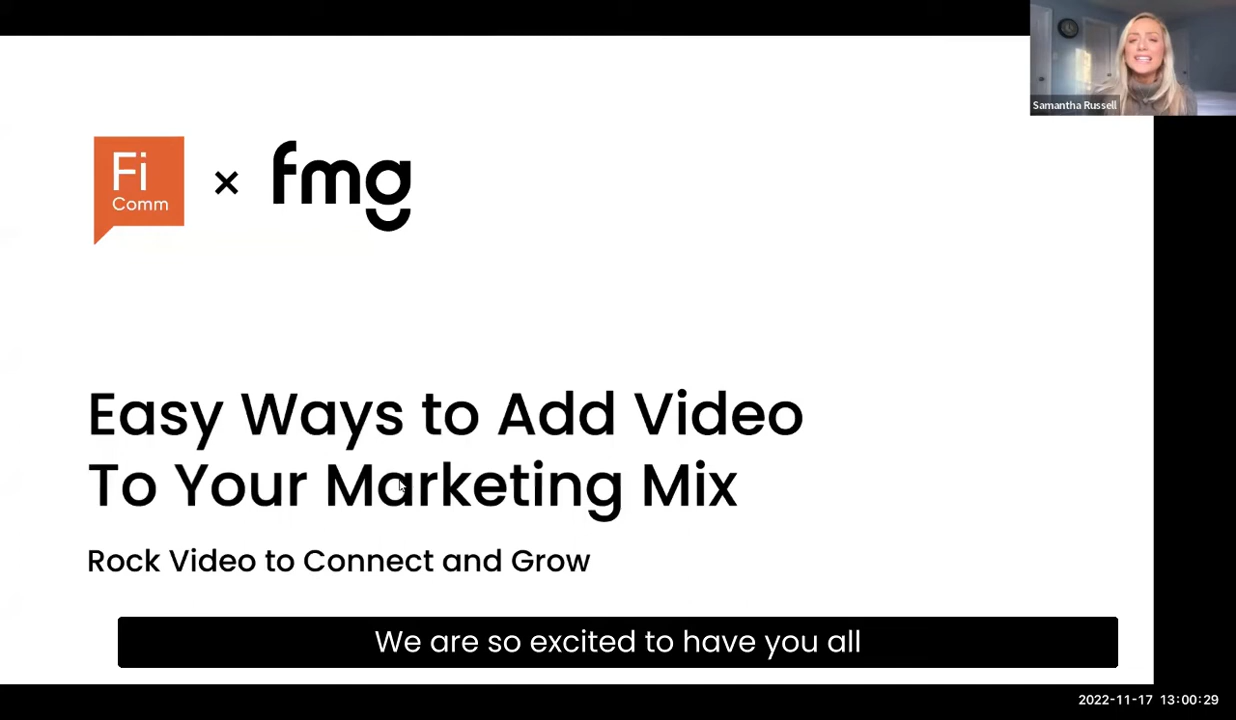 Samantha Russell
Fi
Comm
×
fmg
Easy Ways to Add Video
To Your Marketing Mix
Rock Video to Connect and Grow
We are so excited to have you all
2022-11-17 13:00:29